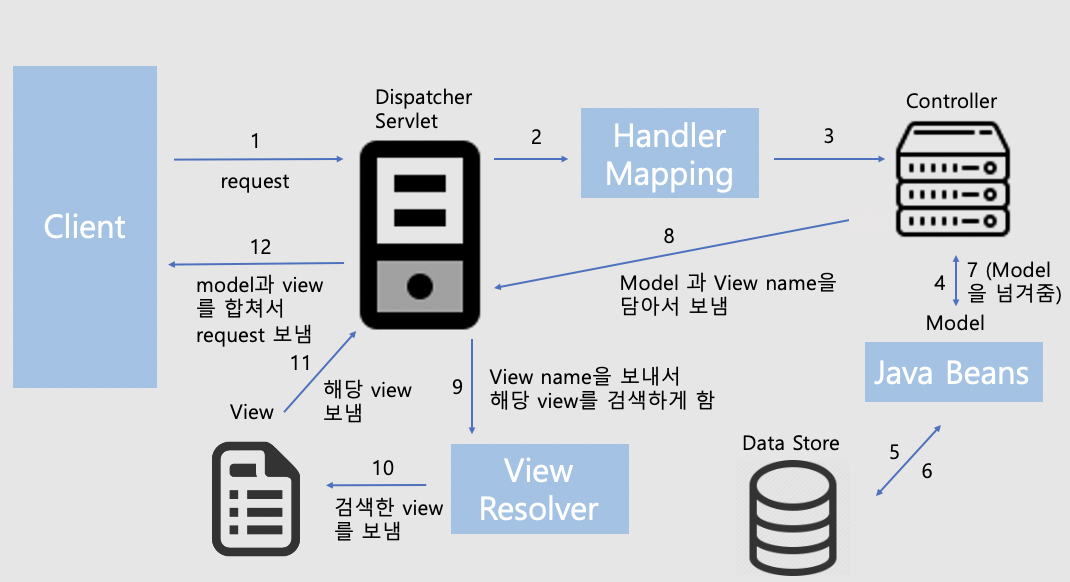 Client
1
request
12
model과 view
를 합쳐서
request 보냄
Dispatcher
Servlet
2
Handler
Mapping
3
Controller
8
Model 과 View name을
담아서 보냄
4
7 (Model
을 넘겨줌)
Model
Java Beans
5
6
Data Store
9
View name을 보내서
해당 view를 검색하게 함
View
Resolver
10
검색한 view
를 보냄
View
11
해당 view
보냄